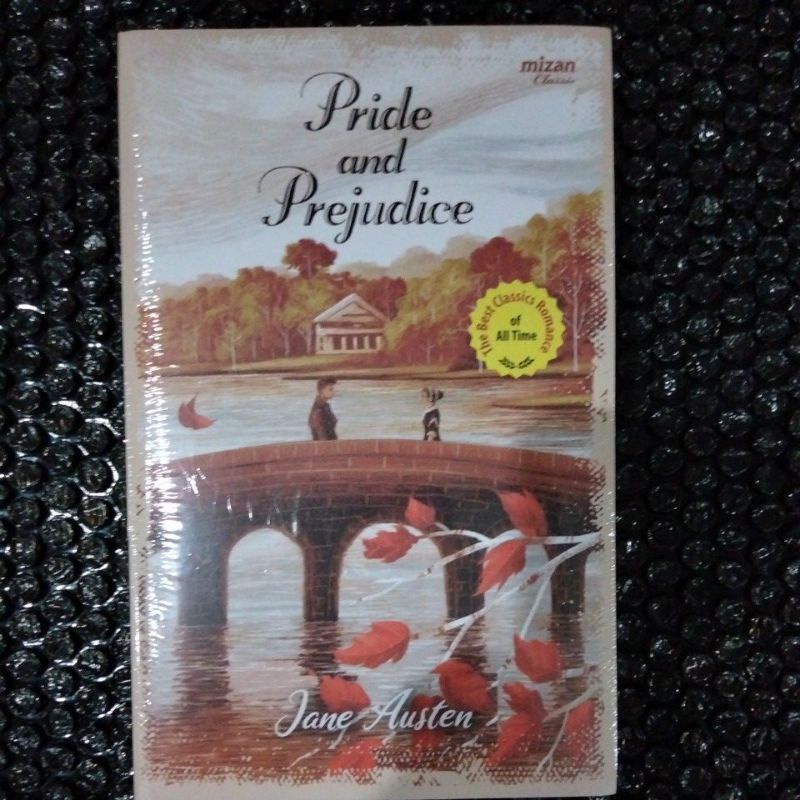 mizan
Classic
Pride
and
Prejudice
The Best Classics Romance
of
All Time
Jane Austen